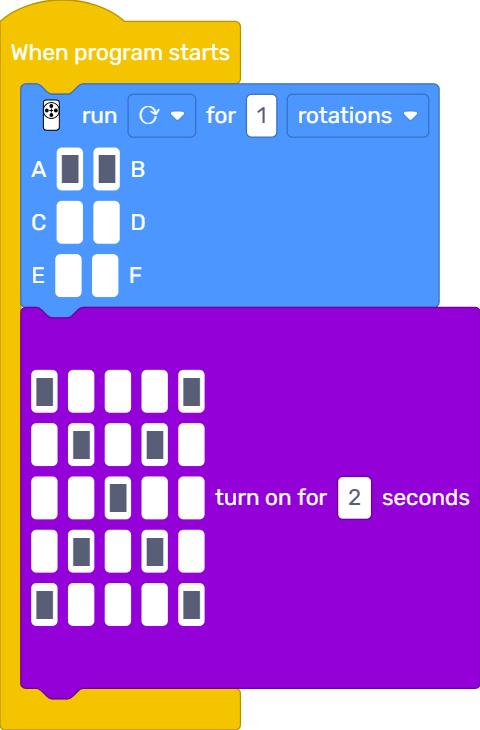 When program starts
run for 1 rotations
A B
C D
E F
turn on for 2 seconds